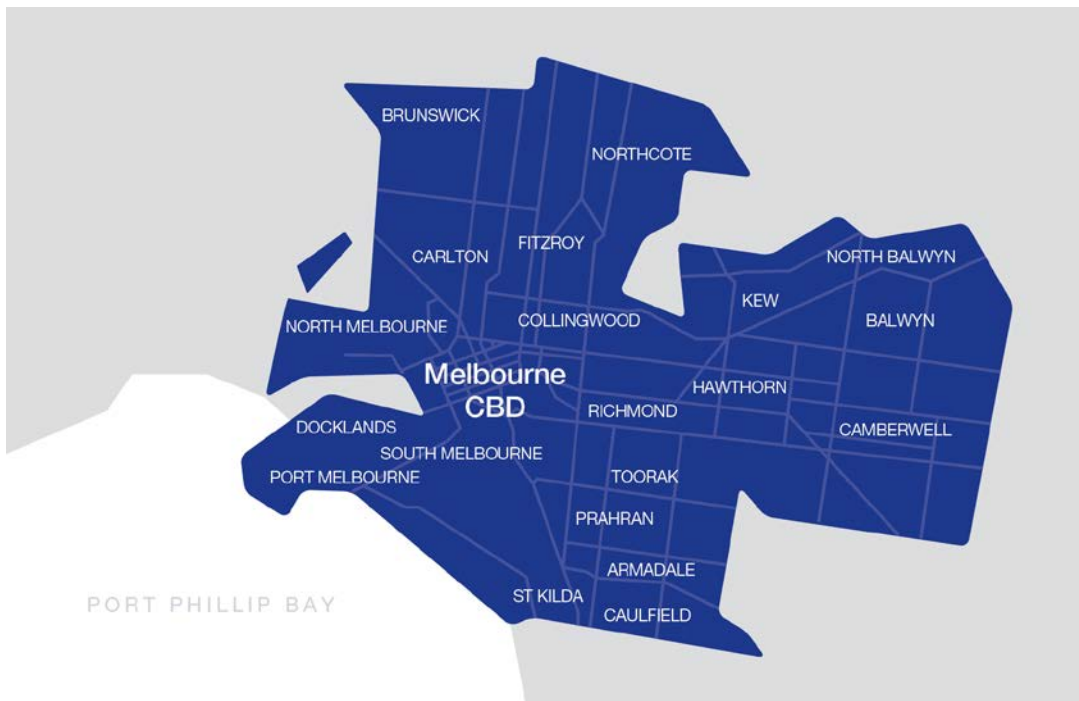 BRUNSWICK
NORTHCOTE
FITZROY
CARLTON
NORTH BALWYN
KEW
NORTH MELBOURNE
COLLINGWOOD
BALWYN
Melbourne
CBD
HAWTHORN
RICHMOND
DOCKLANDS
CAMBERWELL
SOUTH MELBOURNE
PORT MELBOURNE
TOORAK
PRAHRAN
ARMADALE
ST KILDA
PORT PHILLIP BAY
CAULFIELD